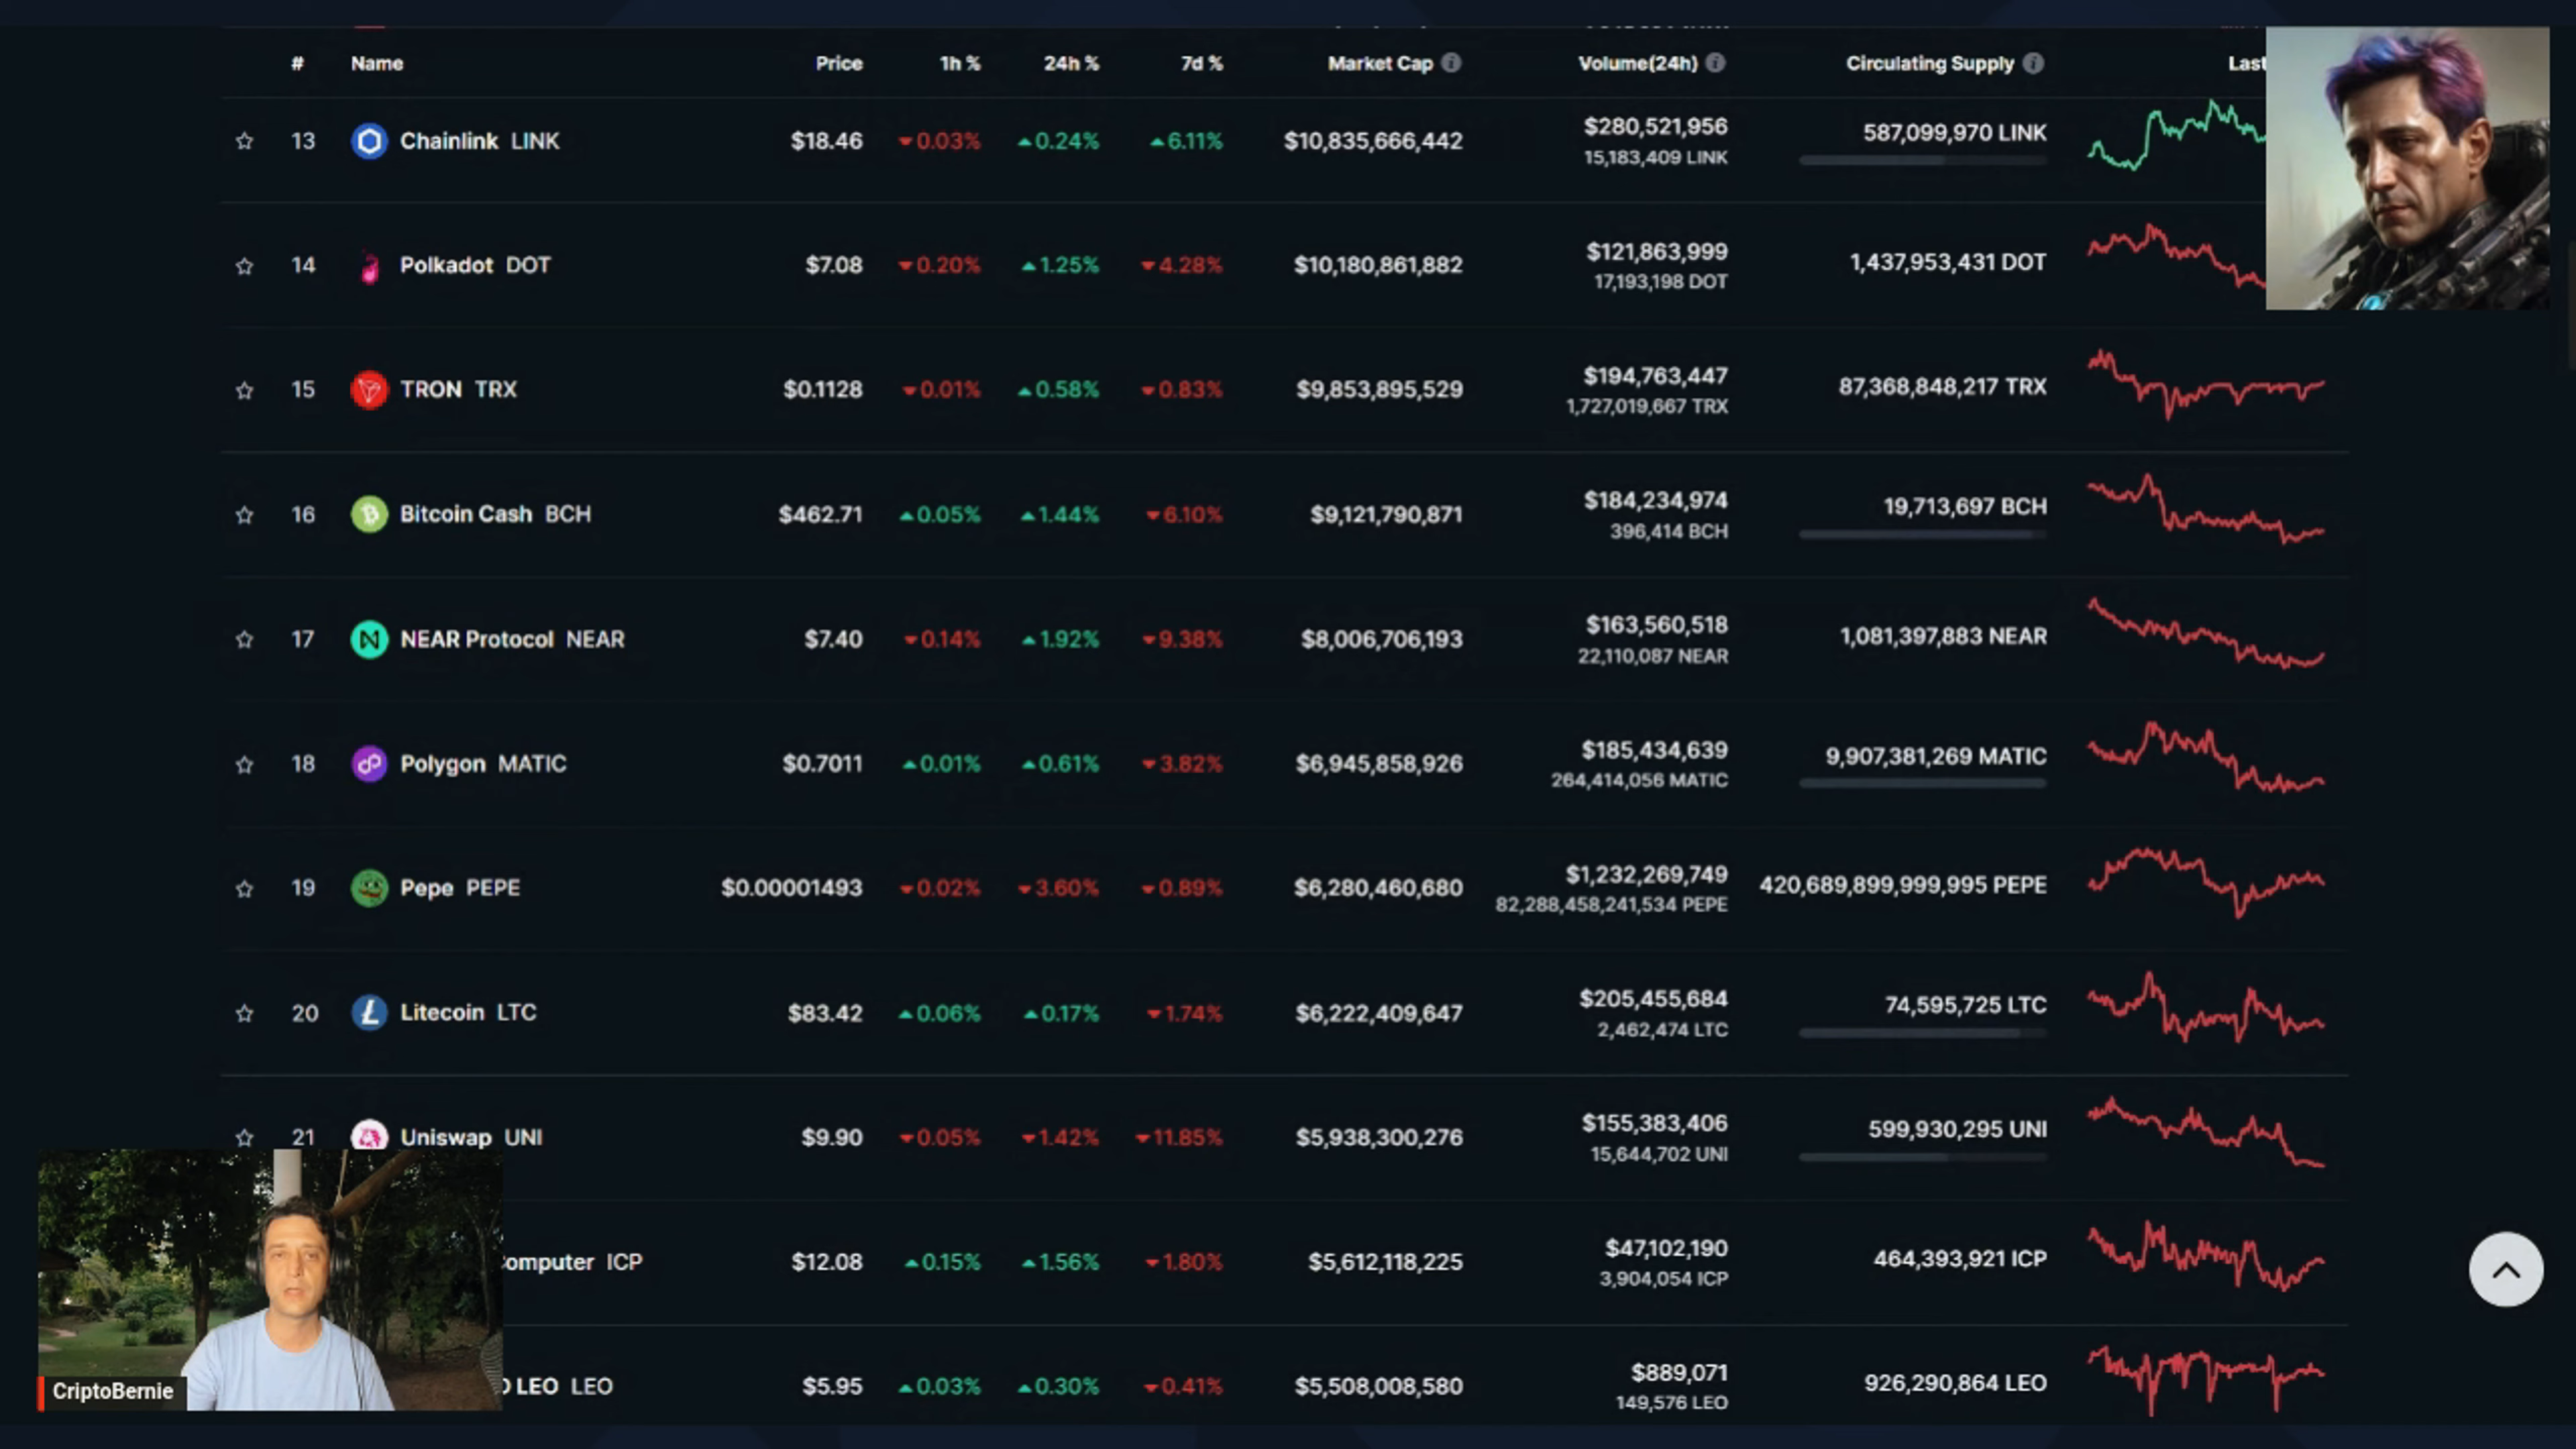 # Name Price 1h % 24h % 7d % Market Cap Volume(24h) Circulating Supply Last
13 Chainlink LINK $18.46 0.03% 0.24% 6.11% $10,835,666,442 $280,521,956 587,099,970 LINK
15,183,409 LINK
14 Polkadot DOT $7.08 0.20% 1.25% 4.28% $10,180,861,882 $121,863,999 1,437,953,431 DOT
17,193,198 DOT
15 TRON TRX $0.1128 0.01% 0.58% 0.83% $9,853,895,529 $194,763,447 87,368,848,217 TRX
1,727,019,667 TRX
16 Bitcoin Cash BCH $462.71 0.05% 1.44% 6.10% $9,121,790,871 $184,234,974 19,713,697 BCH
396,414 BCH
17 NEAR Protocol NEAR $7.40 0.14% 1.92% 9.38% $8,006,706,193 $163,560,518 1,081,397,883 NEAR
22,110,087 NEAR
18 Polygon MATIC $0.7011 0.01% 0.61% 3.82% $6,945,858,926 $185,434,639 9,907,381,269 MATIC
264,414,056 MATIC
19 Pepe PEPE $0.00001493 0.02% 3.60% 0.89% $6,280,460,680 $1,232,269,749 420,689,899,999,995 PEPE
82,288,458,241,534 PEPE
20 Litecoin LTC $83.42 0.06% 0.17% 1.74% $6,222,409,647 $205,455,684 74,595,725 LTC
2,462,474 LTC
21 Uniswap UNI $9.90 0.05% 1.42% 11.85% $5,938,300,276 $155,383,406 599,930,295 UNI
15,644,702 UNI
omputer ICP $12.08 0.15% 1.56% 1.80% $5,612,118,225 $47,102,190 464,393,921 ICP
3,904,054 ICP
LEO LEO $5.95 0.03% 0.30% 0.41% $5,508,008,580 $889,071 926,290,864 LEO
149,576 LEO
CriptoBernie